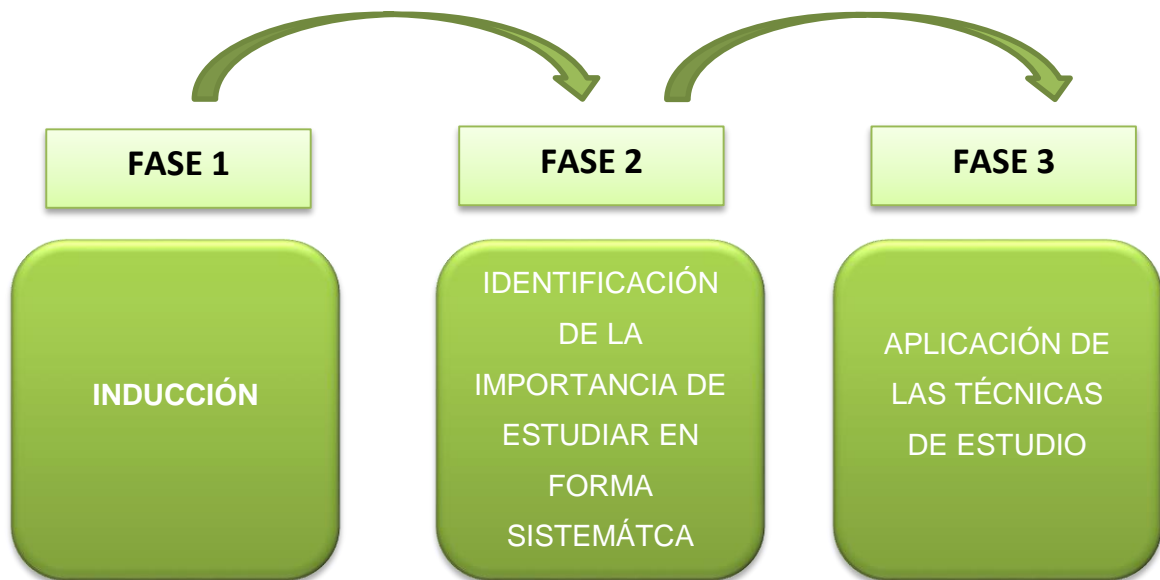 FASE 1
FASE 2
FASE 3
INDUCCIÓN
IDENTIFICACIÓN
DE LA
IMPORTANCIA DE
ESTUDIAR EN
FORMA
SISTEMÁTCA
APLICACIÓN DE
LAS TÉCNICAS
DE ESTUDIO